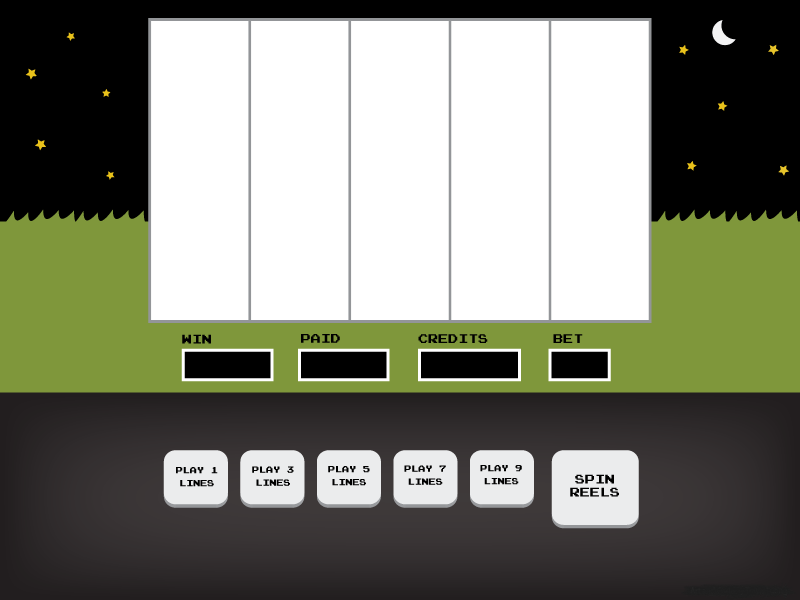 WIN PAID CREDITS BET
PLAY 1 PLAY 3 PLAY 5 PLAY 7 PLAY 9
LINES LINES LINES LINES LINES
SPIN
REELS